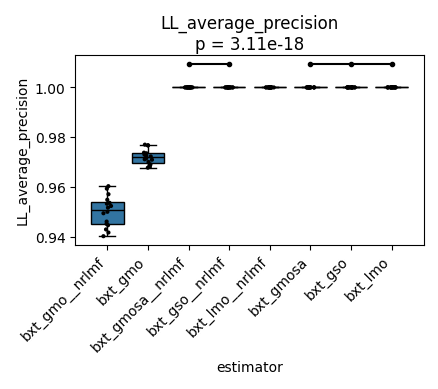 LL_average_precision
p = 3.11e-18
LL_average_precision
1.00
0.98
0.96
0.94
bxt_gmo__nrlmf
bxt_gmo
bxt_gmosa__nrlmf
bxt_gso__nrlmf
bxt_lmo__nrlmf
bxt_gmosa
bxt_gso
bxt_lmo
estimator